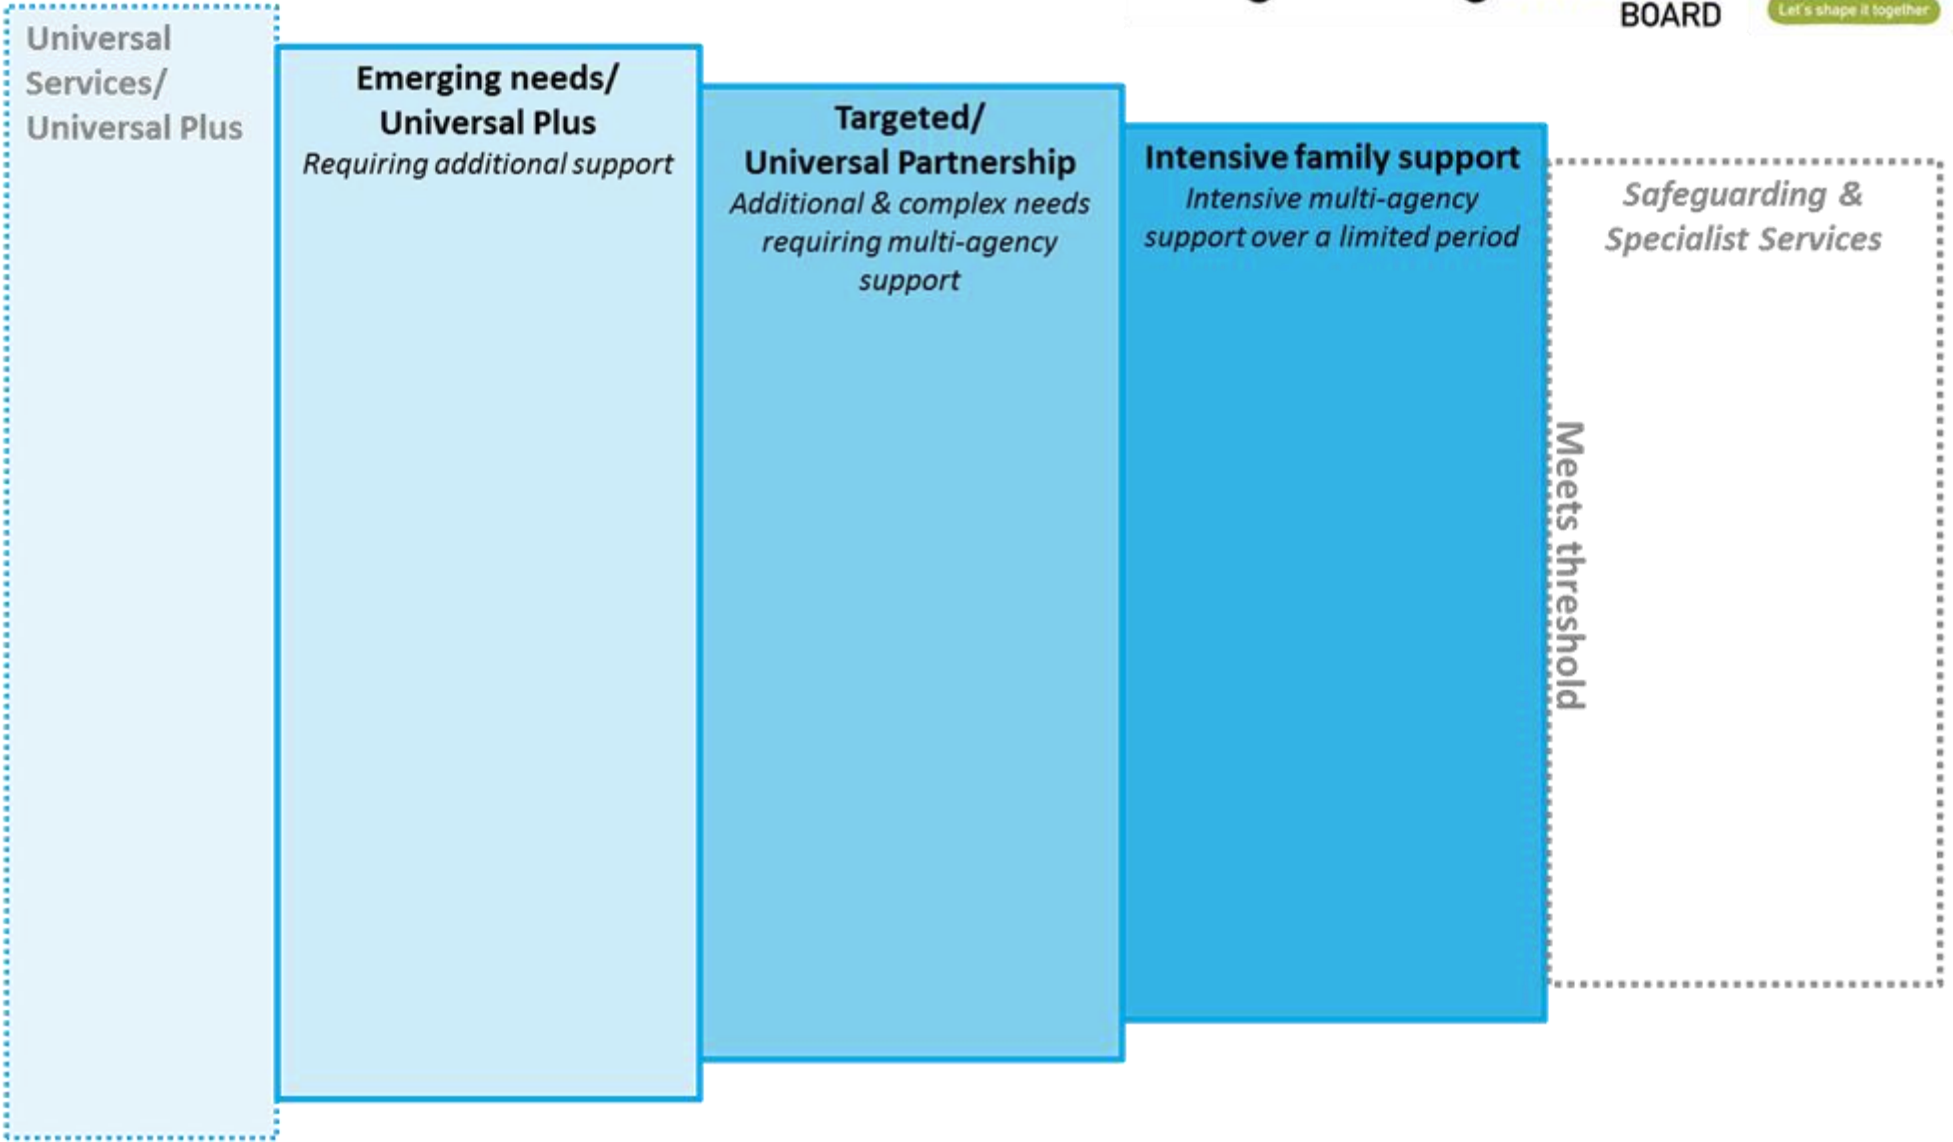 BOARD
Let's shape it together
Universal
Services/
Universal Plus
Emerging needs/
Universal Plus
Requiring additional support
Targeted/
Universal Partnership
Additional & complex needs
requiring multi-agency
support
Intensive family support
Intensive multi-agency
support over a limited period
Safeguarding &
Specialist Services
Meets threshold